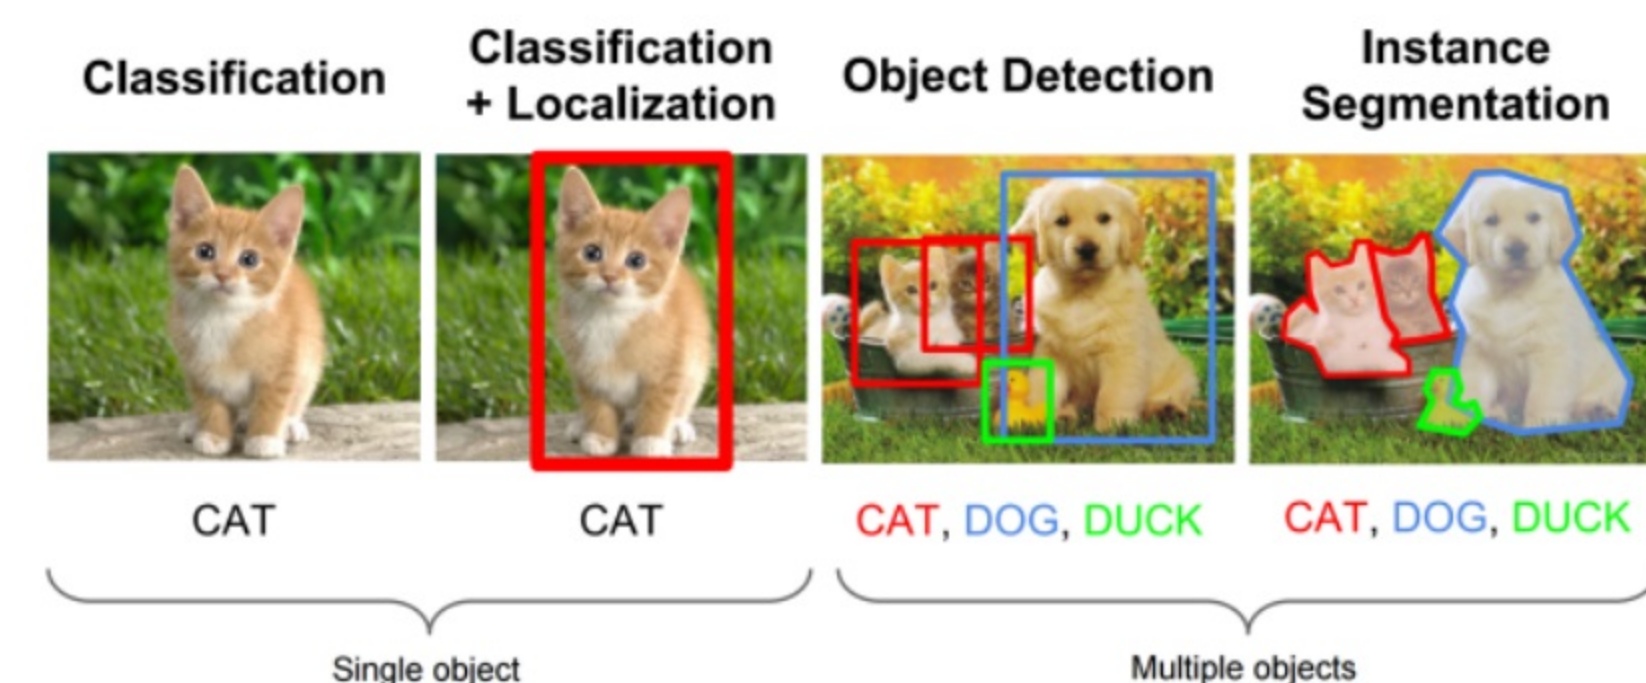 Classification
Classification
+ Localization
Object Detection
Instance
Segmentation
CAT
CAT
CAT, DOG, DUCK
CAT, DOG, DUCK
Single object
Multiple objects